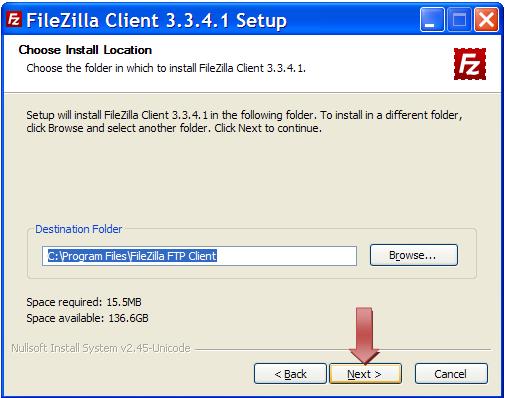 FileZilla Client 3.3.4.1 Setup
Choose Install Location
Choose the folder in which to install FileZilla Client 3.3.4.1.
Setup will install FileZilla Client 3.3.4.1 in the following folder. To install in a different folder,
click Browse and select another folder. Click Next to continue.
Destination Folder
C:\Program Files\FileZilla FTP Client
Browse...
Space required: 15.5MB
Space available: 136.6GB
Nullsoft Install System v2.45-Unicode
< Back
Next >
Cancel